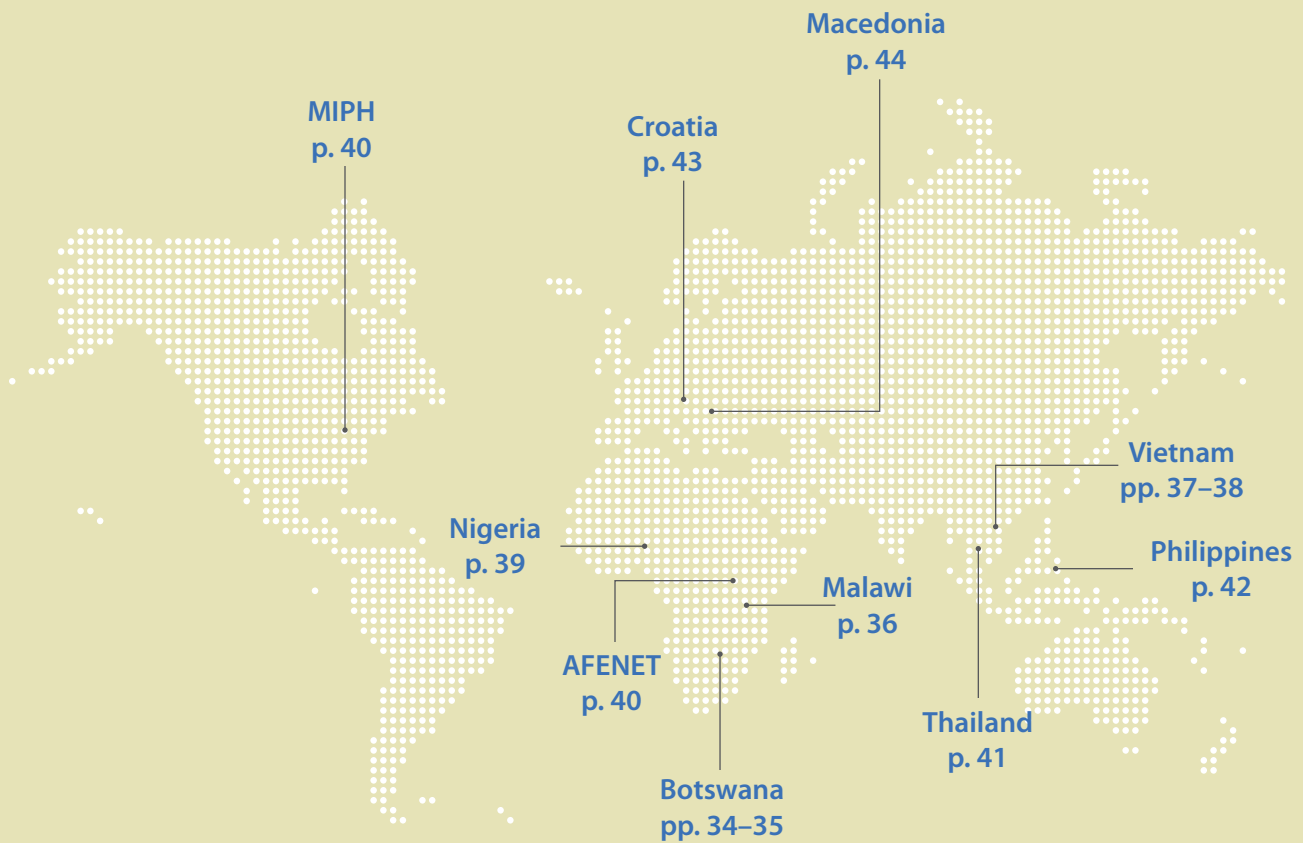 Macedonia
p. 44
MIPH
p. 40
Croatia
p. 43
Vietnam
pp. 37–38
Nigeria
p. 39
Philippines
p. 42
Malawi
p. 36
AFENET
p. 40
Thailand
p. 41
Botswana
pp. 34–35